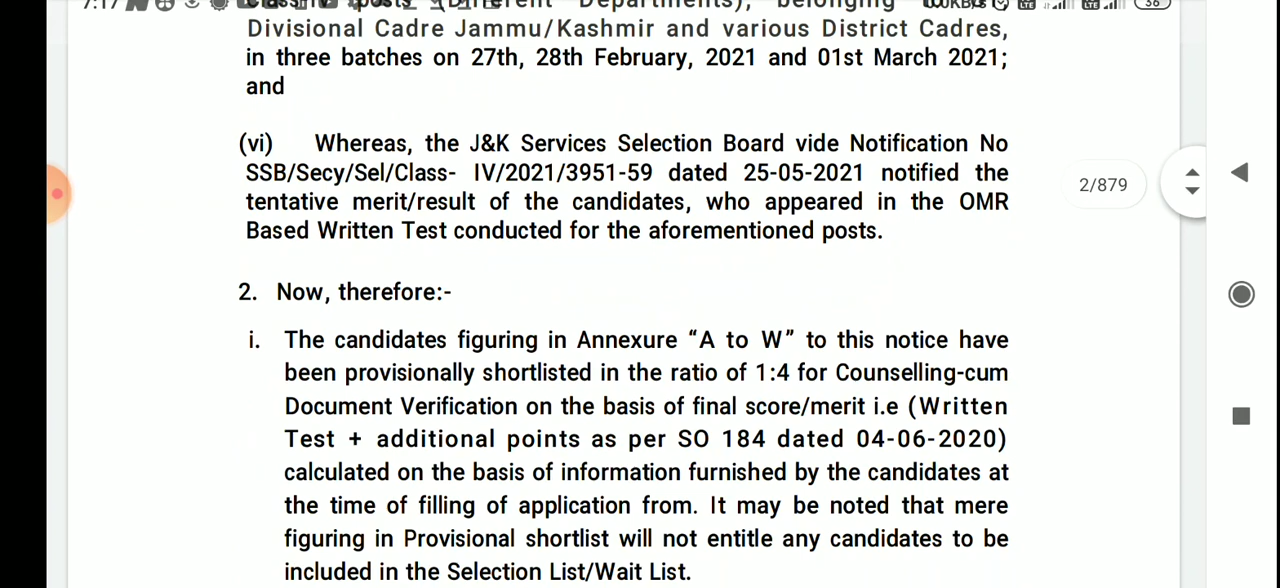 7:17
Class-IV posts (Different Departments), belonging
Divisional Cadre Jammu/Kashmir and various District Cadres,
in three batches on 27th, 28th February, 2021 and 01st March 2021;
and
(vi) Whereas, the J&K Services Selection Board vide Notification No
SSB/Secy/Sel/Class- IV/2021/3951-59 dated 25-05-2021 notified the
tentative merit/result of the candidates, who appeared in the OMR
Based Written Test conducted for the aforementioned posts.
2/879
2. Now, therefore:-
i. The candidates figuring in Annexure “A to W” to this notice have
been provisionally shortlisted in the ratio of 1:4 for Counselling-cum
Document Verification on the basis of final score/merit i.e (Written
Test + additional points as per SO 184 dated 04-06-2020)
calculated on the basis of information furnished by the candidates at
the time of filling of application from. It may be noted that mere
figuring in Provisional shortlist will not entitle any candidates to be
included in the Selection List/Wait List.